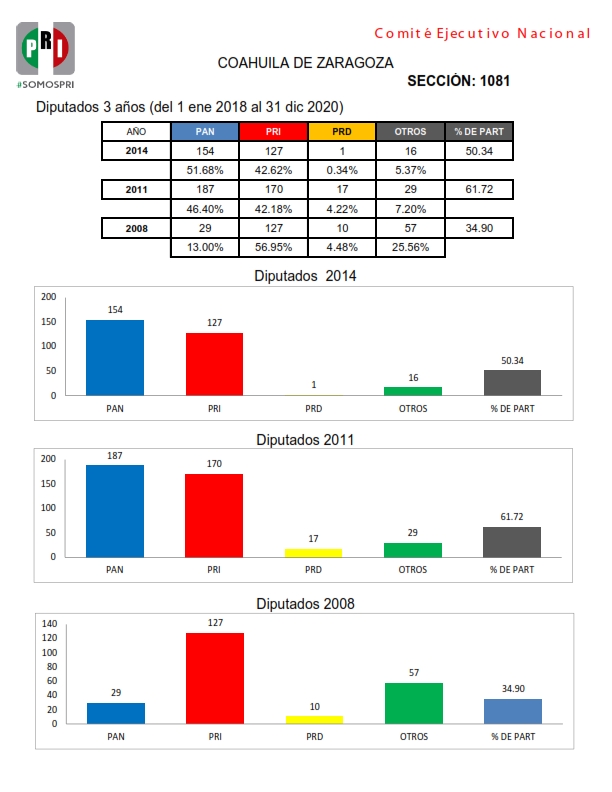 PRI
#SOMOSPRI
Comité Ejecutivo Nacional
COAHUILA DE ZARAGOZA
SECCIÓN: 1081
Diputados 3 años (del 1 ene 2018 al 31 dic 2020)
AÑO PAN PRI PRD OTROS % DE PART
2014 154 127 1 16 50.34
51.68% 42.62% 0.34% 5.37%
2011 187 170 17 29 61.72
46.40% 42.18% 4.22% 7.20%
2008 29 127 10 57 34.90
13.00% 56.95% 4.48% 25.56%
Diputados 2014
200
150
100
50
0
154 127 1 16 50.34
PAN PRI PRD OTROS % DE PART
Diputados 2011
200
150
100
50
0
187 170 17 29 61.72
PAN PRI PRD OTROS % DE PART
Diputados 2008
140
120
100
80
60
40
20
0
29 127 10 57 34.90
PAN PRI PRD OTROS % DE PART